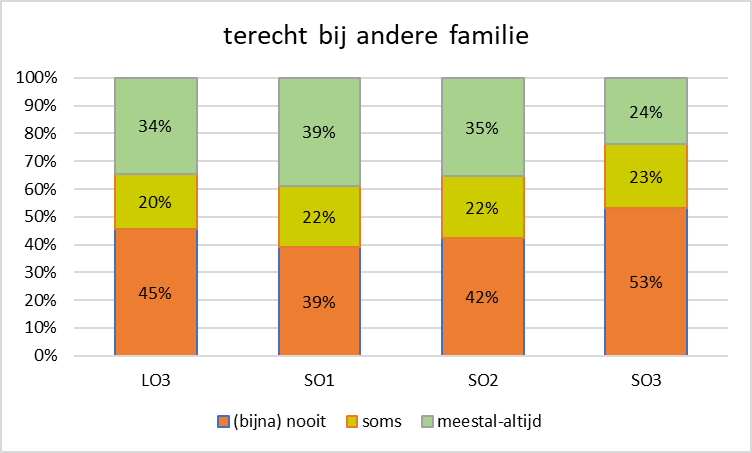 terecht bij andere familie
100%
90%
80%
70%
60%
50%
40%
30%
20%
10%
0%
34%
39%
35%
24%
20%
22%
22%
23%
45%
39%
42%
53%
LO3
SO1
SO2
SO3
(bijna) nooit
soms
meestal-altijd